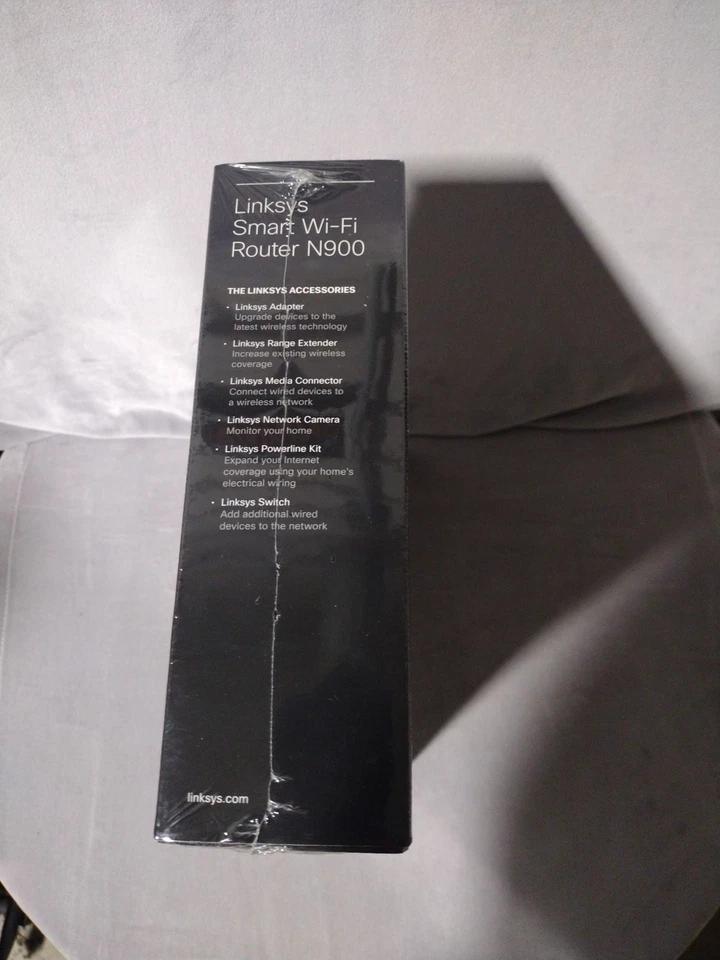 Linksys
Smart Wi-Fi
Router N900
THE LINKSYS ACCESSORIES
• Linksys Adapter
Upgrade devices to the
latest wireless technology
• Linksys Range Extender
Increase existing wireless
coverage
• Linksys Media Connector
Connect wired devices to
a wireless network
• Linksys Network Camera
Monitor your home
• Linksys Powerline Kit
Expand your Internet
coverage using your home's
electrical wiring
• Linksys Switch
Add additional wired
devices to the network
linksys.com